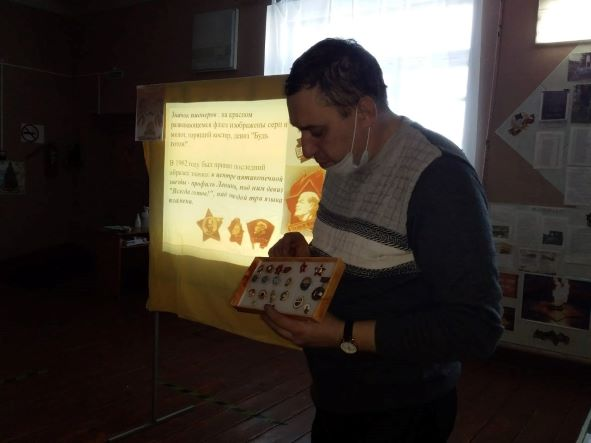 Значок пионеров : на красном
развивающемся флаге изображены серп и
молот, горящий костер, девиз "Будь
готов!"
В 1962 году был принят последний
образец значка: в центре пятиконечной
звезды - профиль Ленина, под ним девиз
"Всегда готов!", над звездой три языка
пламени.